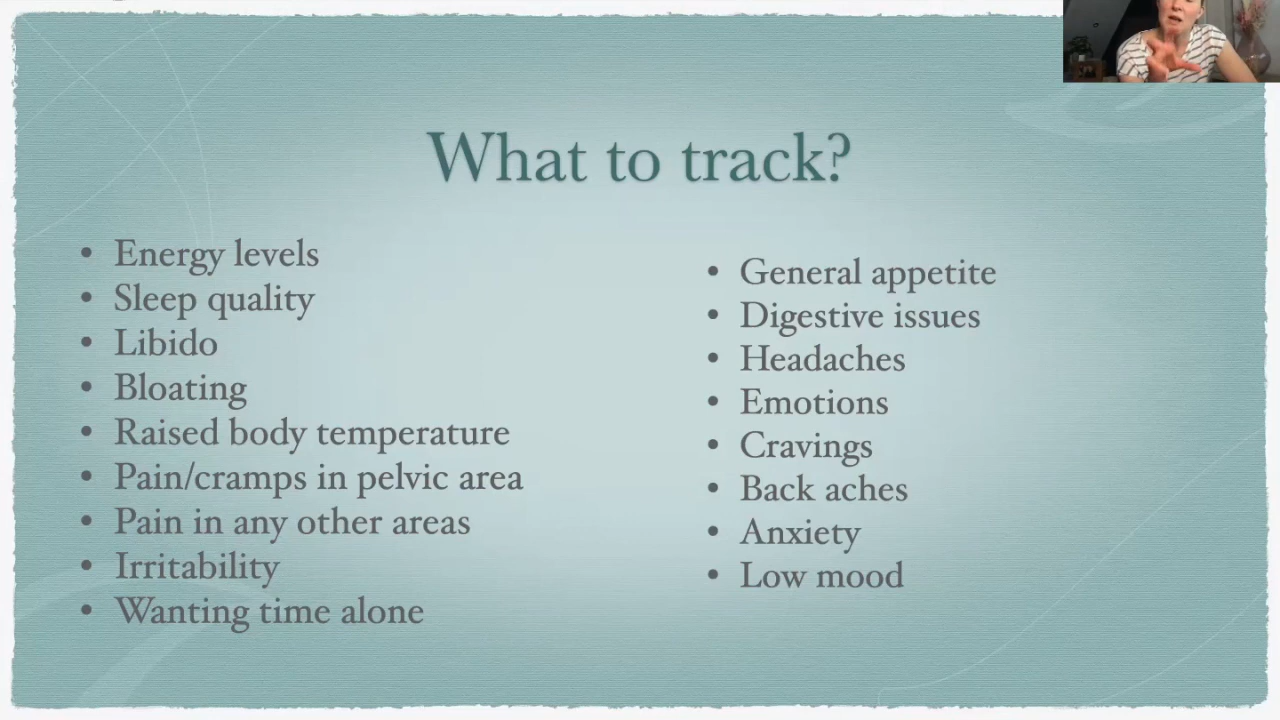 What to track?
• Energy levels
• Sleep quality
• Libido
• Bloating
• Raised body temperature
• Pain/cramps in pelvic area
• Pain in any other areas
• Irritability
• Wanting time alone
• General appetite
• Digestive issues
• Headaches
• Emotions
• Cravings
• Back aches
• Anxiety
• Low mood